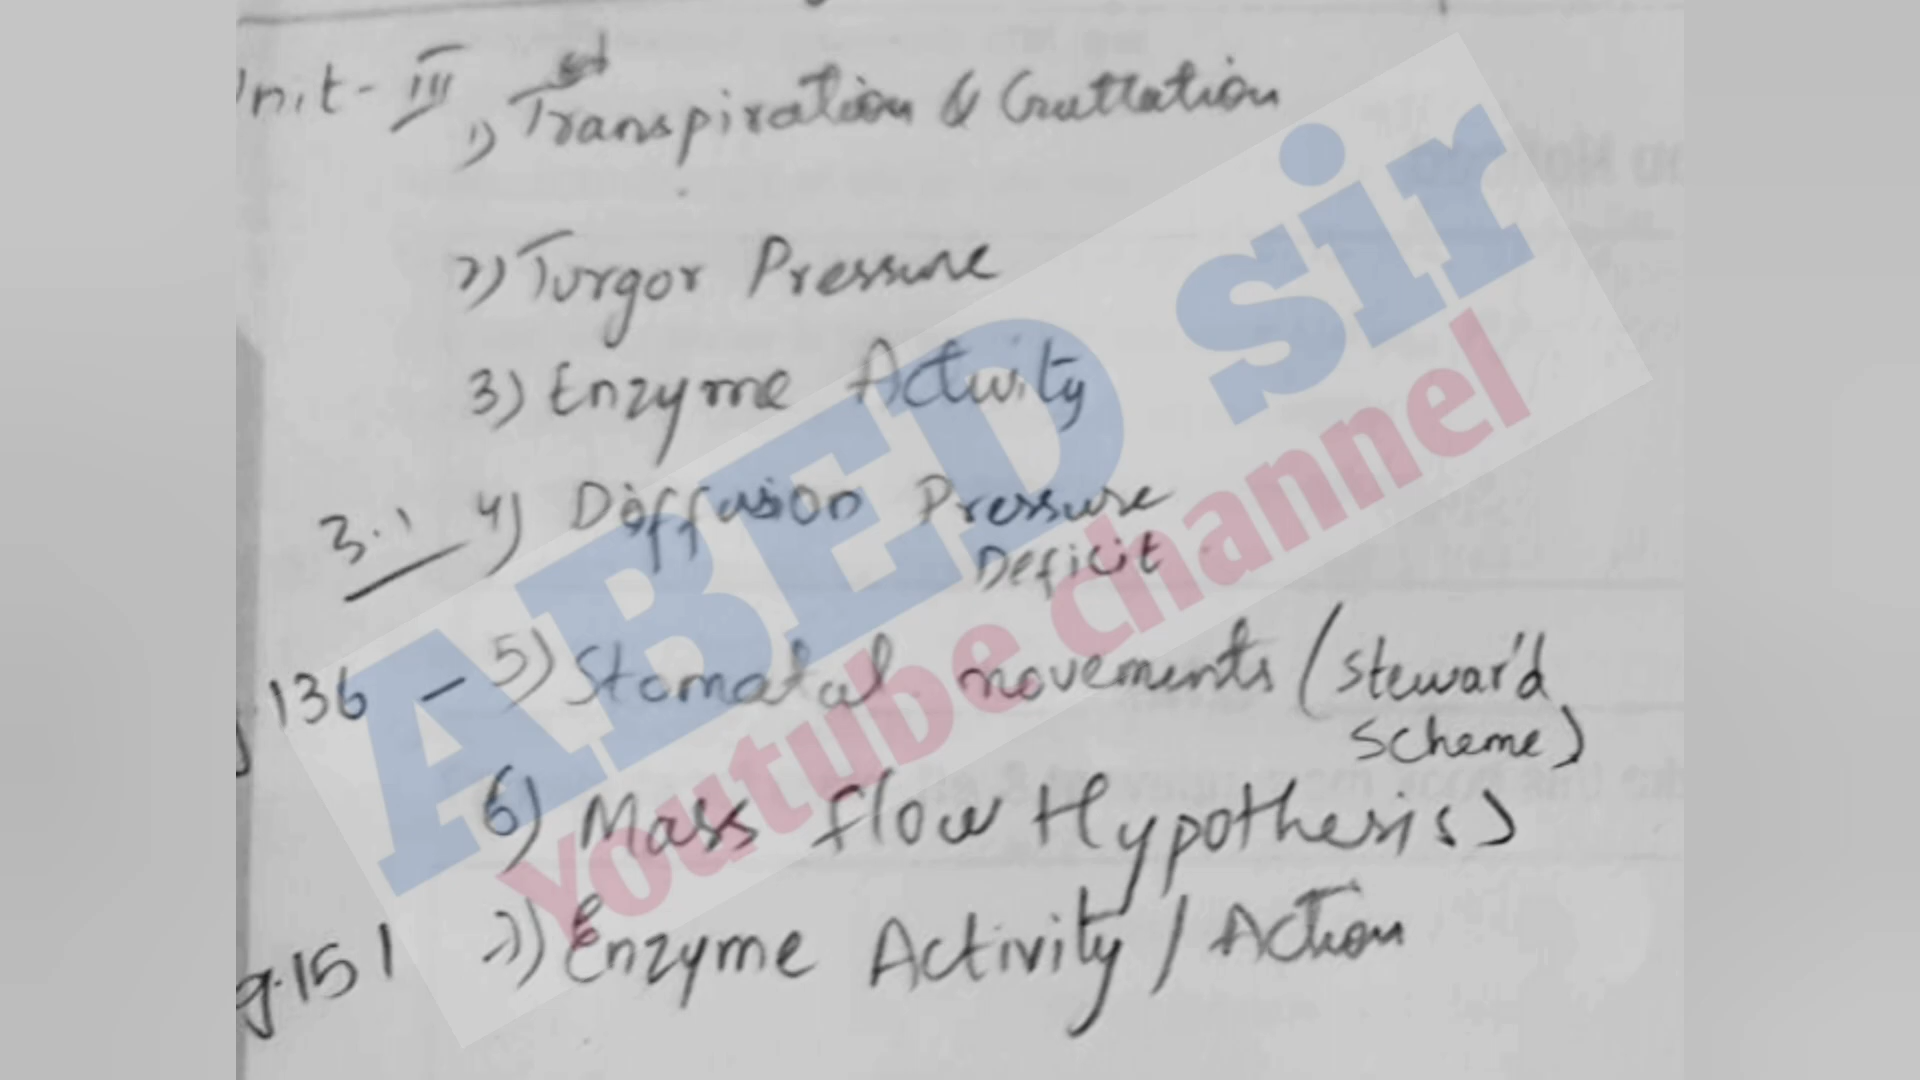 Unit-III 1) Transpiration & Guttation
2) Turgor Pressure
3) Enzyme Activity
3.1 4) Diffusion Pressure
Deficit
136 - 5) Stomatal movements (steward
scheme)
6) Mass flow Hypothesis
g.151 7) Enzyme Activity / Action
ABED sir
Youtube channel